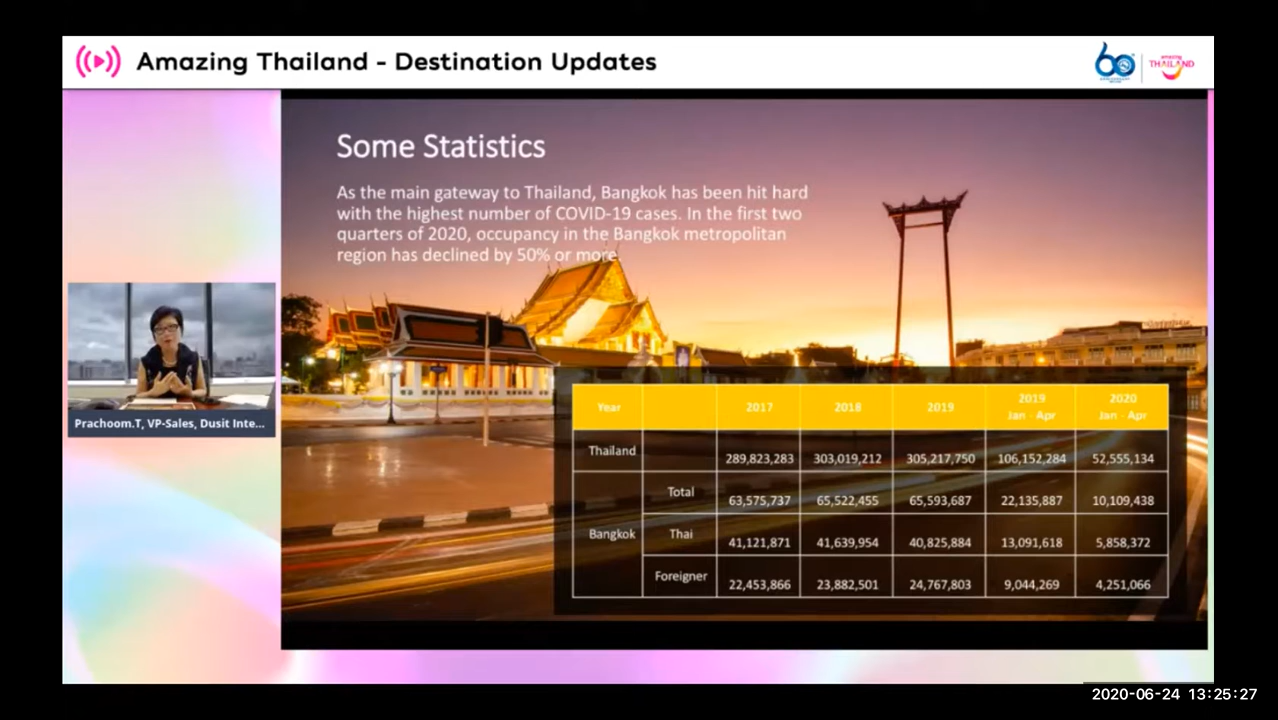 Amazing Thailand - Destination Updates
60
amazing
THAILAND
Some Statistics
As the main gateway to Thailand, Bangkok has been hit hard
with the highest number of COVID-19 cases. In the first two
quarters of 2020, occupancy in the Bangkok metropolitan
region has declined by 50% or more.
Prachoom.T, VP-Sales, Dusit Inte...
Year 2017 2018 2019 2019 Jan - Apr 2020 Jan - Apr
Thailand 289,823,283 303,019,212 305,217,750 106,152,284 52,555,134
Total 63,575,737 65,522,455 65,593,687 22,135,887 10,109,438
Bangkok Thai 41,121,871 41,639,954 40,825,884 13,091,618 5,858,372
Foreigner 22,453,866 23,882,501 24,767,803 9,044,269 4,251,066
2020-06-24 13:25:27